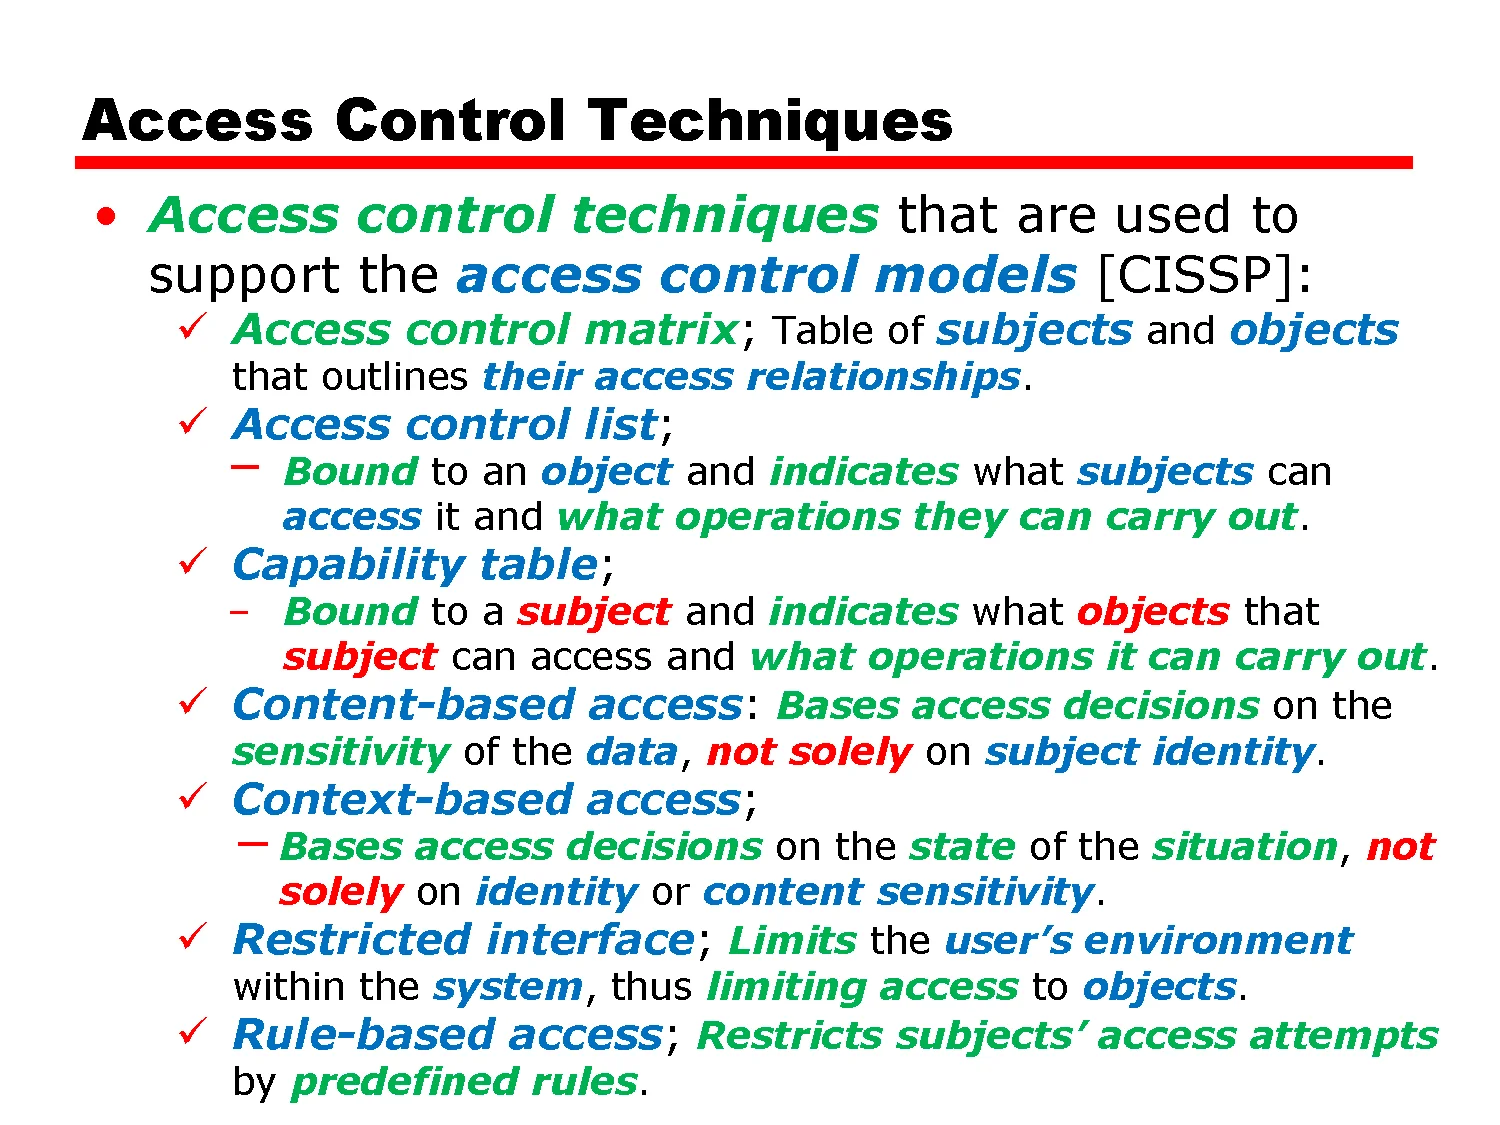 Access Control Techniques
• Access control techniques that are used to
support the access control models [CISSP]:
✓ Access control matrix; Table of subjects and objects
that outlines their access relationships.
✓ Access control list;
– Bound to an object and indicates what subjects can
access it and what operations they can carry out.
✓ Capability table;
– Bound to a subject and indicates what objects that
subject can access and what operations it can carry out.
✓ Content-based access: Bases access decisions on the
sensitivity of the data, not solely on subject identity.
✓ Context-based access;
– Bases access decisions on the state of the situation, not
solely on identity or content sensitivity.
✓ Restricted interface; Limits the user’s environment
within the system, thus limiting access to objects.
✓ Rule-based access; Restricts subjects’ access attempts
by predefined rules.